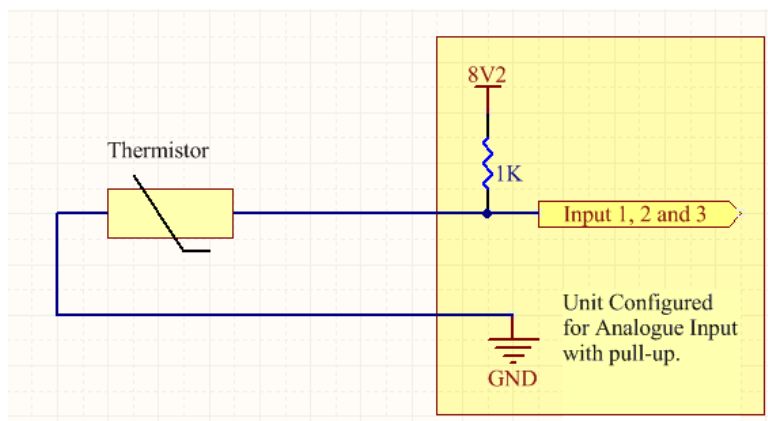 8V2
Thermistor
1K
Input 1, 2 and 3
Unit Configured
for Analogue Input
with pull-up.
GND